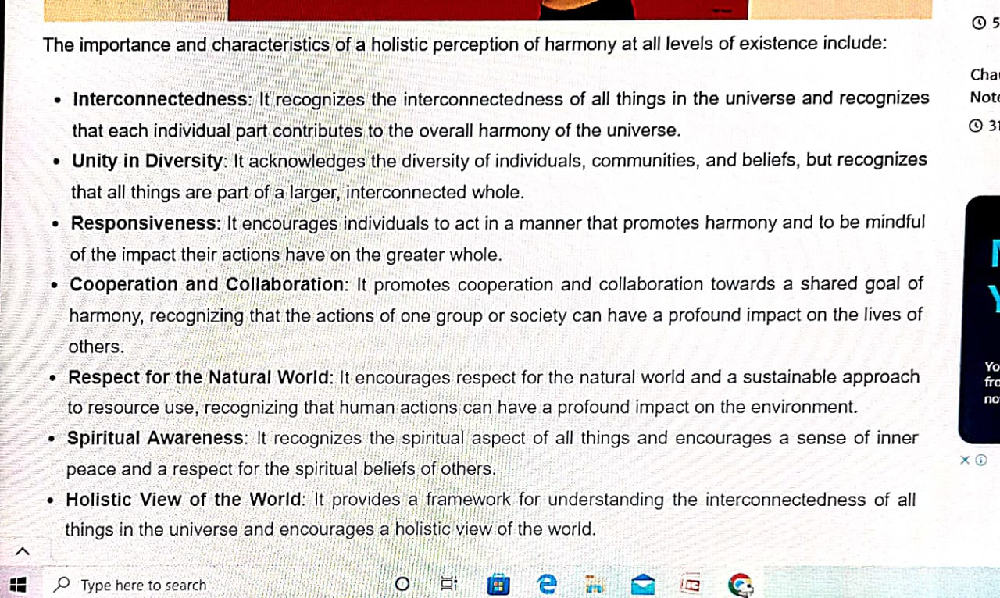 The importance and characteristics of a holistic perception of harmony at all levels of existence include:
• Interconnectedness: It recognizes the interconnectedness of all things in the universe and recognizes
that each individual part contributes to the overall harmony of the universe.
• Unity in Diversity: It acknowledges the diversity of individuals, communities, and beliefs, but recognizes
that all things are part of a larger, interconnected whole.
• Responsiveness: It encourages individuals to act in a manner that promotes harmony and to be mindful
of the impact their actions have on the greater whole.
• Cooperation and Collaboration: It promotes cooperation and collaboration towards a shared goal of
harmony, recognizing that the actions of one group or society can have a profound impact on the lives of
others.
• Respect for the Natural World: It encourages respect for the natural world and a sustainable approach
to resource use, recognizing that human actions can have a profound impact on the environment.
• Spiritual Awareness: It recognizes the spiritual aspect of all things and encourages a sense of inner
peace and a respect for the spiritual beliefs of others.
• Holistic View of the World: It provides a framework for understanding the interconnectedness of all
things in the universe and encourages a holistic view of the world.
Type here to search
5
Cha
Note
31
Yo
fro
no